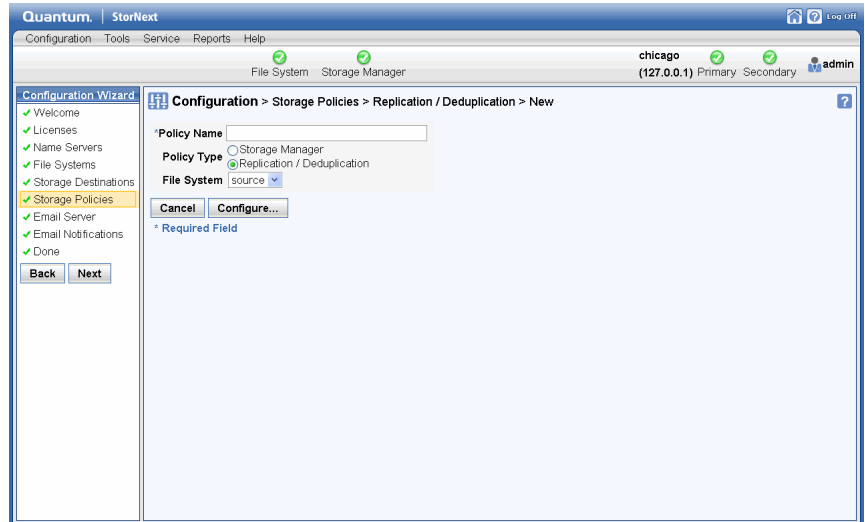 Quantum. StorNext
Log Off
Configuration Tools Service Reports Help
File System Storage Manager
chicago
(127.0.0.1) Primary Secondary
admin
Configuration Wizard
Welcome
Licenses
Name Servers
File Systems
Storage Destinations
Storage Policies
Email Server
Email Notifications
Done
Back Next
Configuration > Storage Policies > Replication / Deduplication > New
?
*Policy Name
Policy Type
Storage Manager
Replication / Deduplication
File System source
Cancel Configure...
* Required Field